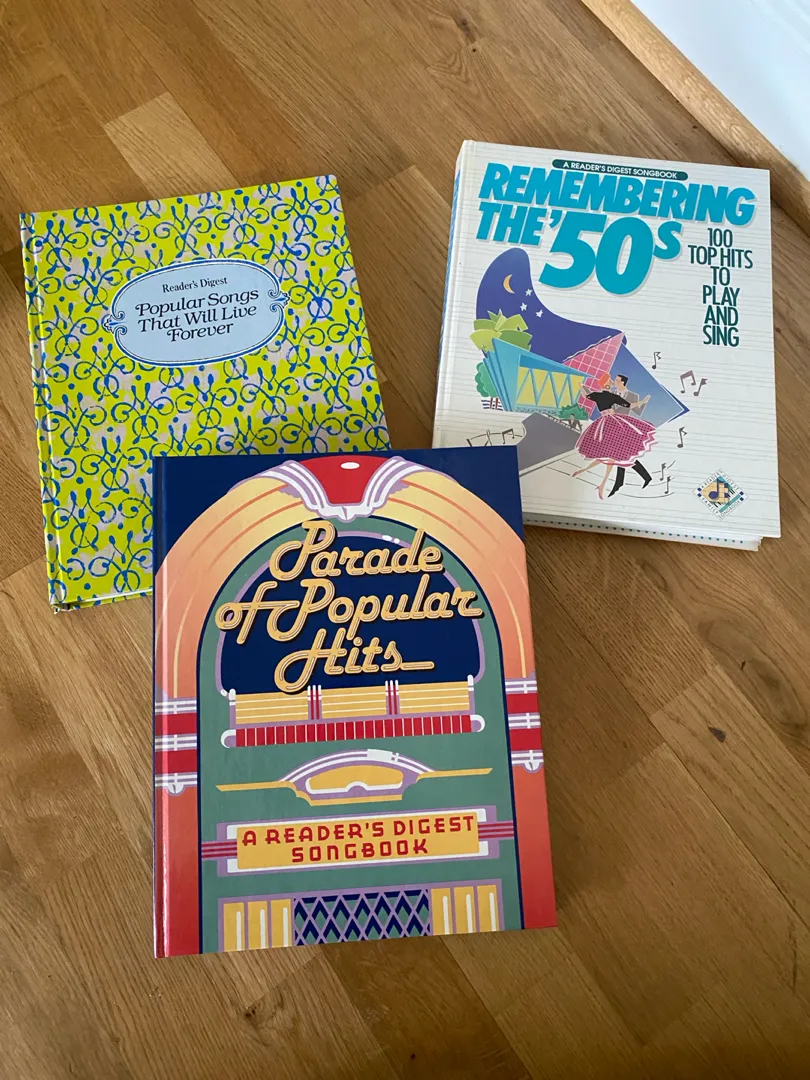 Reader's Digest
Popular Songs
That Will Live
Forever
A READER'S DIGEST SONGBOOK
REMEMBERING
THE '50s
100
TOP HITS
TO
PLAY
AND
SING
Parade
of Popular
Hits
A READER'S DIGEST
SONGBOOK